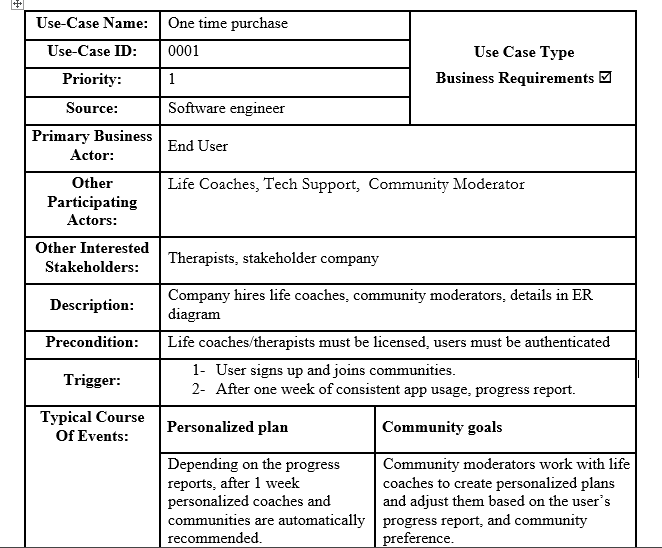 Use-Case Name: One time purchase
Use-Case ID: 0001
Priority: 1
Source: Software engineer
Use Case Type
Business Requirements ☑
Primary Business
Actor:
End User
Other
Participating
Actors:
Life Coaches, Tech Support, Community Moderator
Other Interested
Stakeholders:
Therapists, stakeholder company
Description:
Company hires life coaches, community moderators, details in ER
diagram
Precondition: Life coaches/therapists must be licensed, users must be authenticated
Trigger:
1- User signs up and joins communities.
2- After one week of consistent app usage, progress report.
Typical Course
Of Events:
Personalized plan
Depending on the progress
reports, after 1 week
personalized coaches and
communities are automatically
recommended.
Community goals
Community moderators work with life
coaches to create personalized plans
and adjust them based on the user’s
progress report, and community
preference.